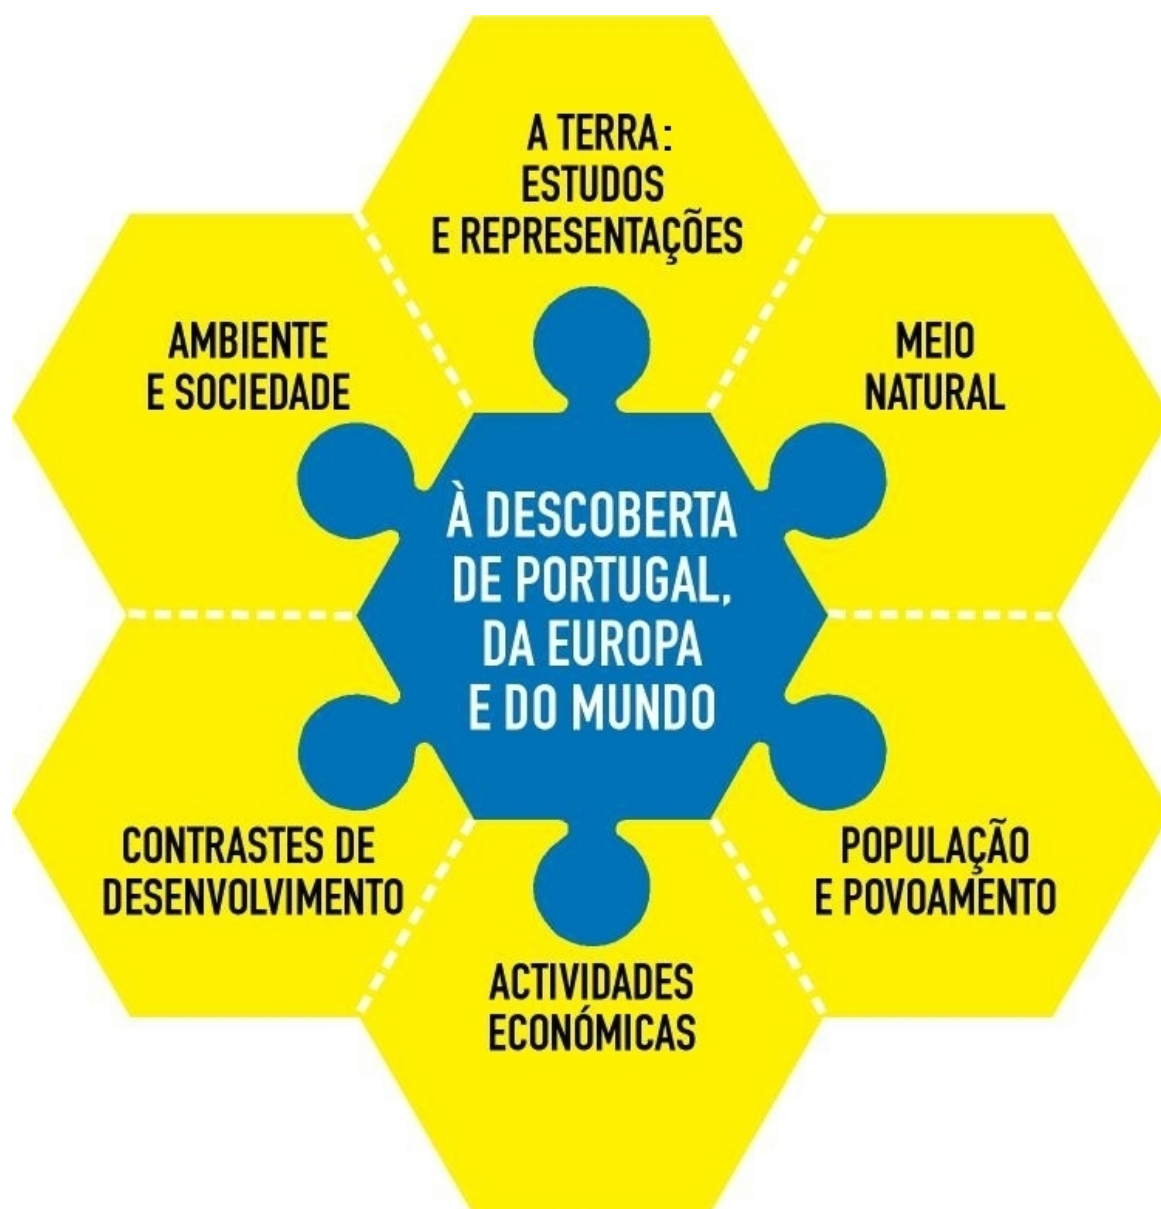 A TERRA:
ESTUDOS
E REPRESENTAÇÕES
AMBIENTE
E SOCIEDADE
MEIO
NATURAL
À DESCOBERTA
DE PORTUGAL,
DA EUROPA
E DO MUNDO
CONTRASTES DE
DESENVOLVIMENTO
POPULAÇÃO
E POVOAMENTO
ACTIVIDADES
ECONÓMICAS